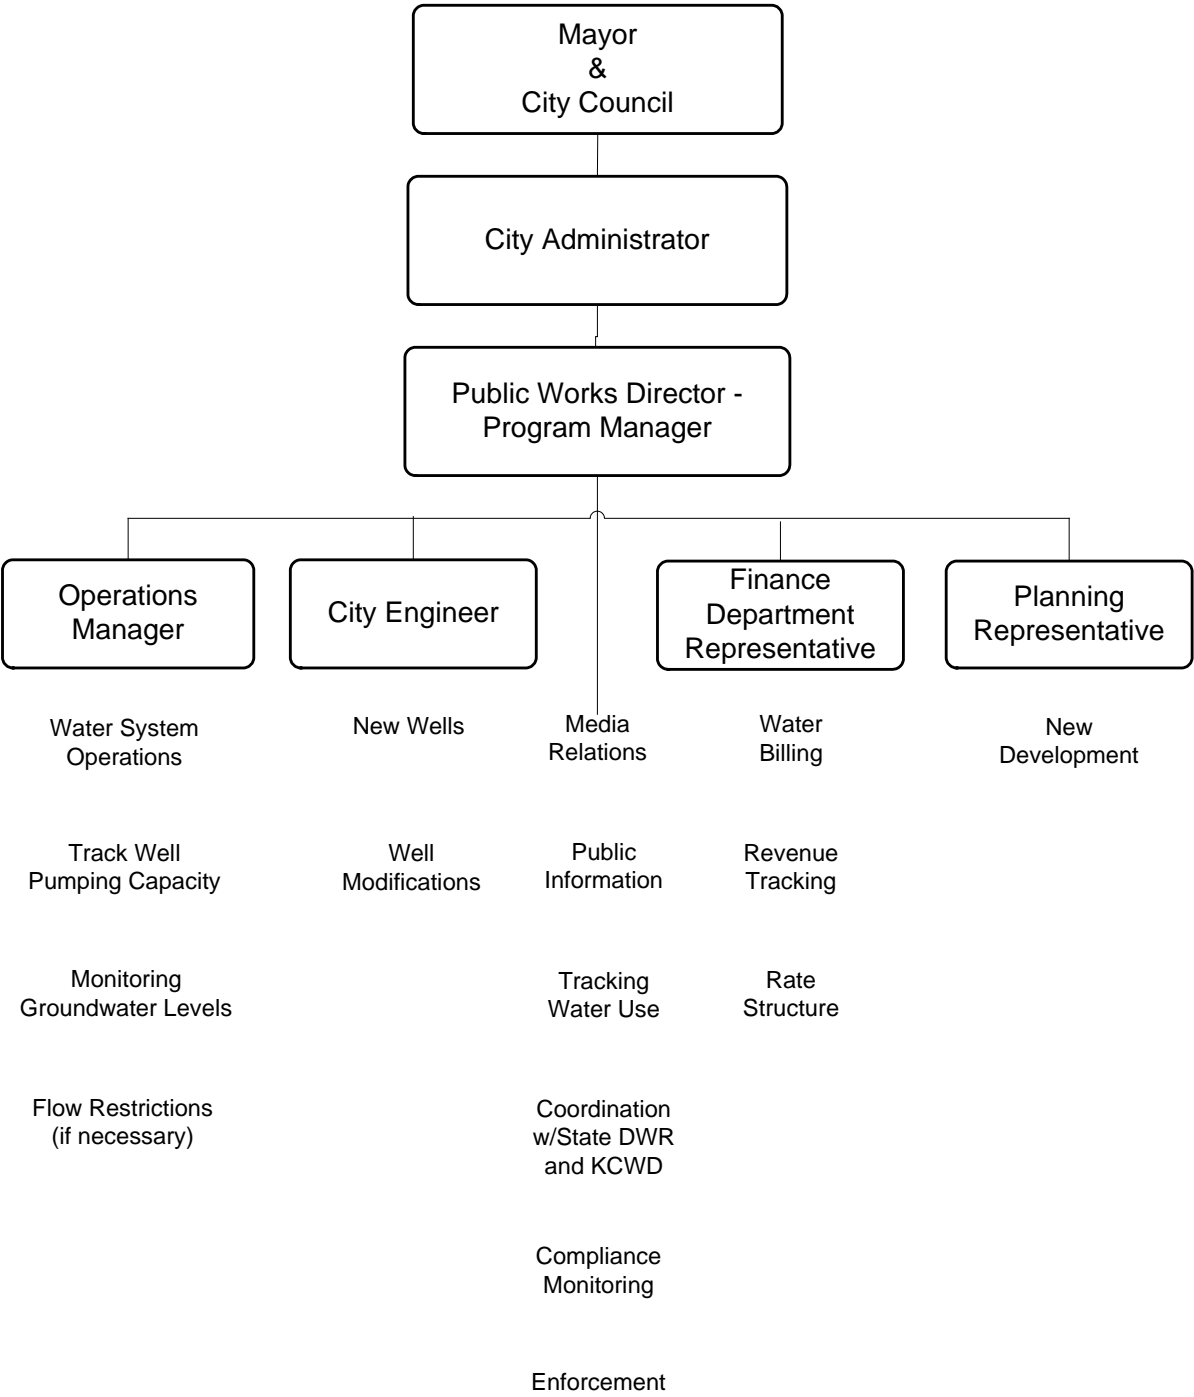 Mayor
&
City Council
City Administrator
Public Works Director -
Program Manager
Operations
Manager
City Engineer
Finance
Department
Representative
Planning
Representative
Water System
Operations
New Wells
Media
Relations
Water
Billing
New
Development
Track Well
Pumping Capacity
Well
Modifications
Public
Information
Revenue
Tracking
Monitoring
Groundwater Levels
Tracking
Water Use
Rate
Structure
Flow Restrictions
(if necessary)
Coordination
w/State DWR
and KCWD
Compliance
Monitoring
Enforcement